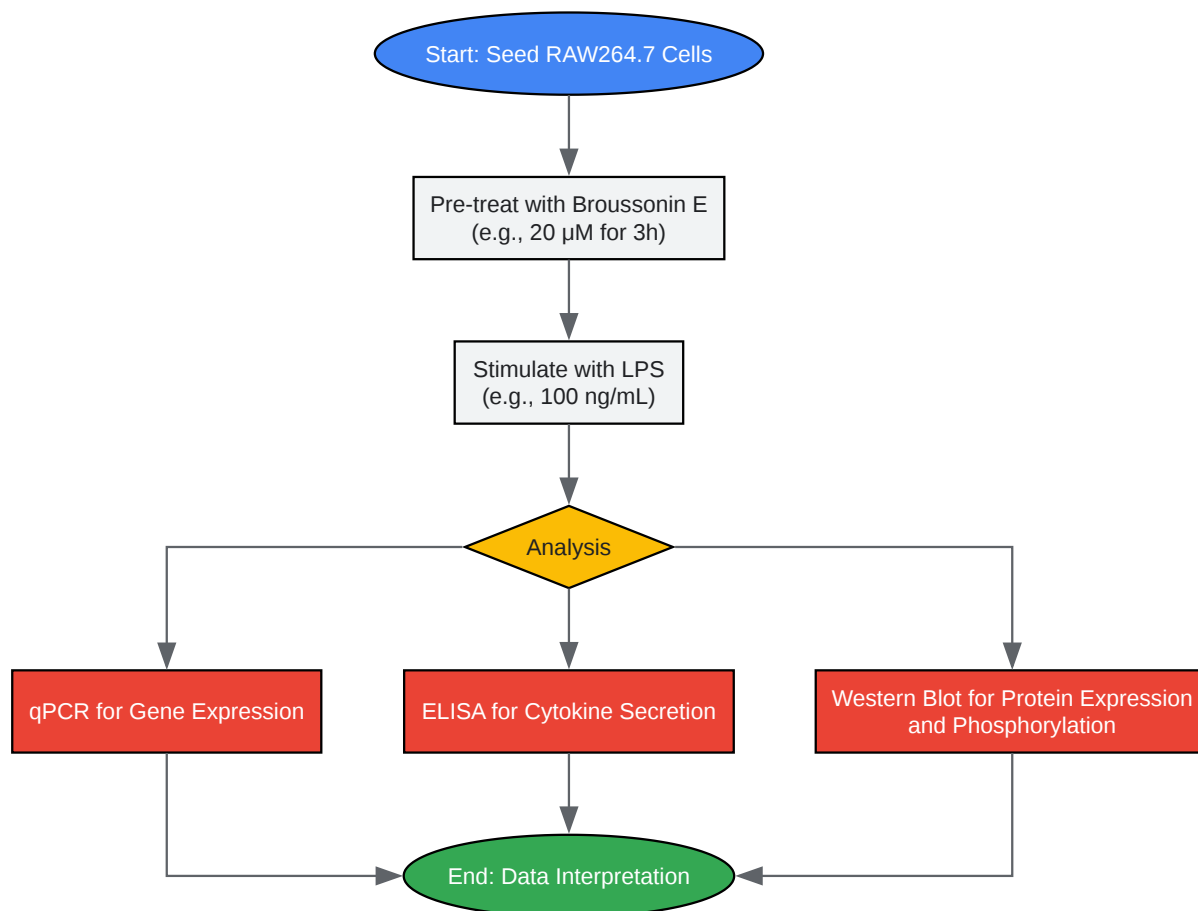 Start: Seed RAW264.7 Cells
Pre-treat with Broussonin E
(e.g., 20 µM for 3h)
Stimulate with LPS
(e.g., 100 ng/mL)
Analysis
qPCR for Gene Expression
ELISA for Cytokine Secretion
Western Blot for Protein Expression
and Phosphorylation
End: Data Interpretation